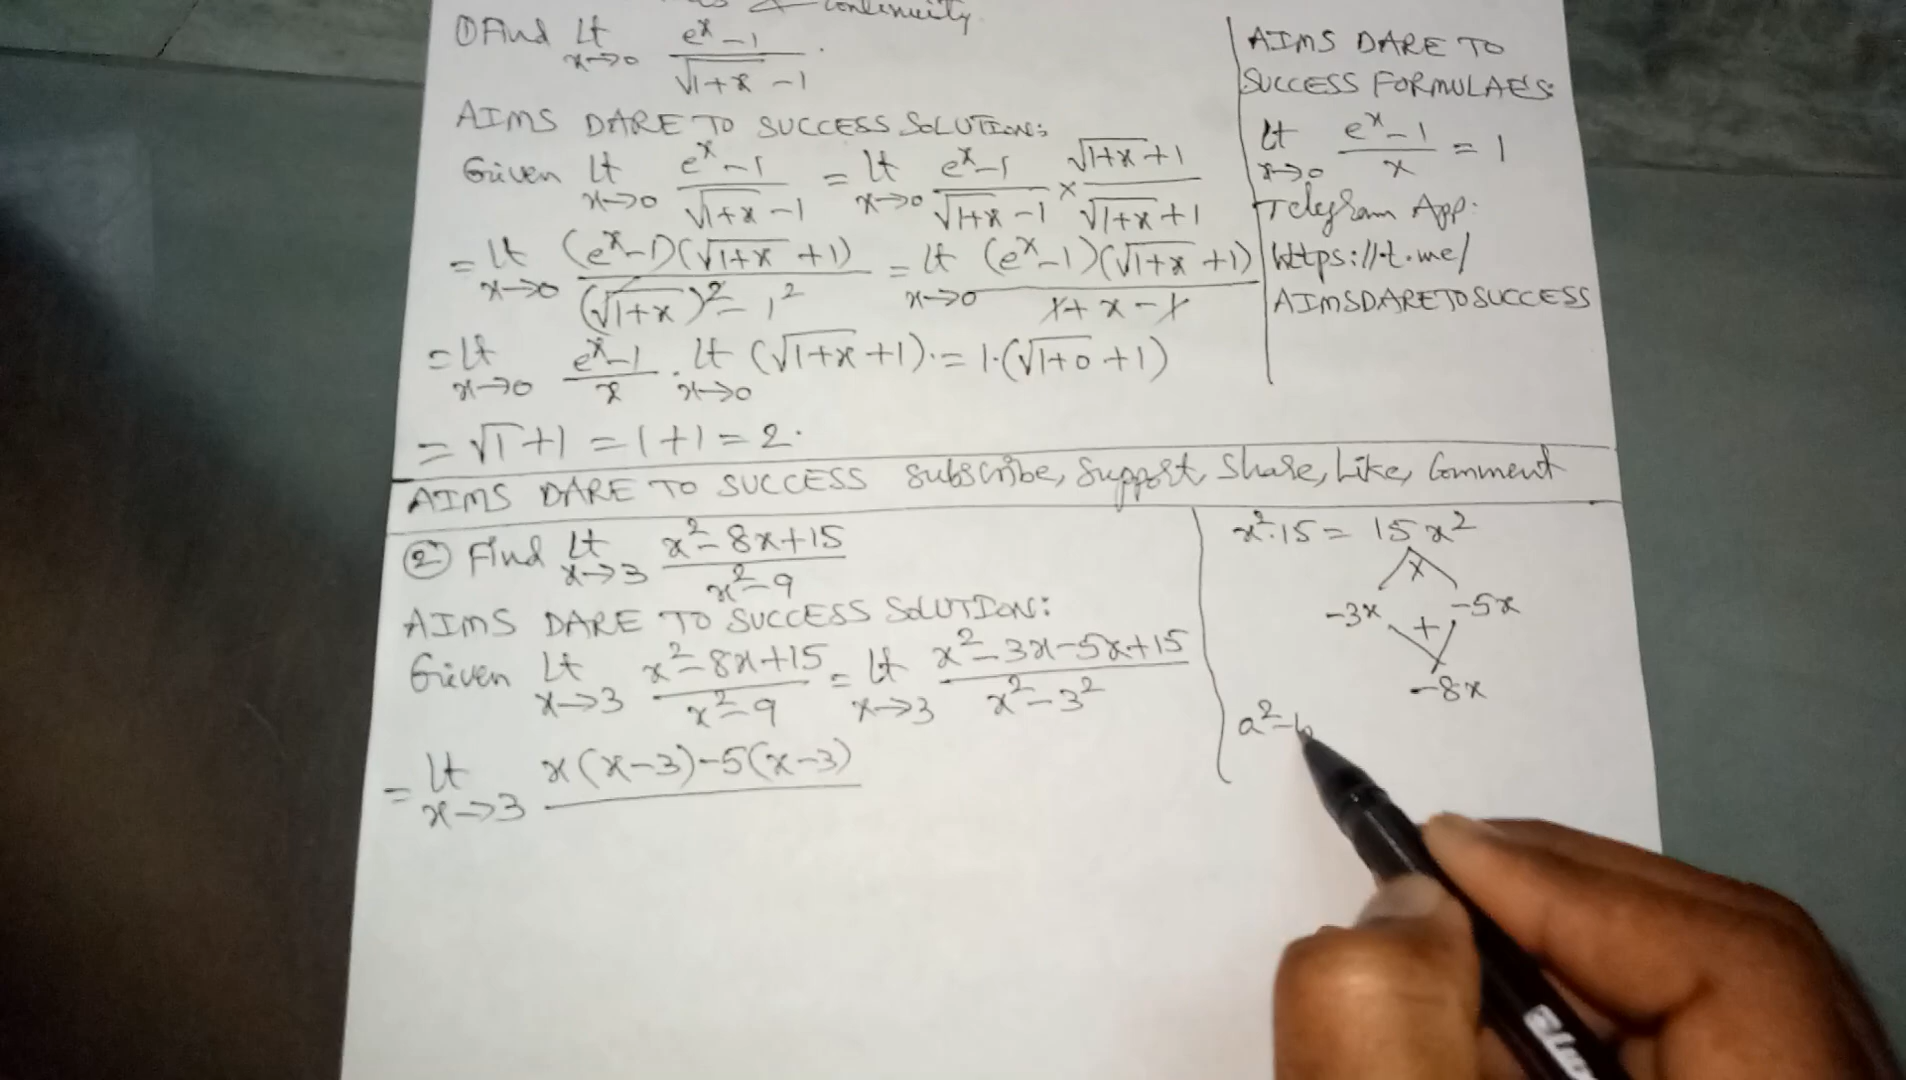 continuity
① Find Lt x→0 (e^x - 1)/(√1+x - 1).
AIMS DARE TO SUCCESS SOLUTION:
Given Lt x→0 (e^x - 1)/(√1+x - 1) = Lt x→0 (e^x - 1)/(√1+x - 1) × (√1+x + 1)/(√1+x + 1)
= Lt x→0 (e^x - 1)(√1+x + 1)/((√1+x)² - 1²) = Lt x→0 (e^x - 1)(√1+x + 1)/(1 + x - 1)
= Lt x→0 (e^x - 1)/x . Lt x→0 (√1+x + 1). = 1.(√1+0 + 1)
= √1 + 1 = 1 + 1 = 2.
AIMS DARE TO
SUCCESS FORMULAES:
Lt x→0 (e^x - 1)/x = 1
Telegram App:
https://t.me/
AIMSDARETOSUCCESS
AIMS DARE TO SUCCESS Subscribe, Support, Share, Like, Comment
② Find Lt x→3 (x² - 8x + 15)/(x² - 9)
AIMS DARE TO SUCCESS SOLUTION:
Given Lt x→3 (x² - 8x + 15)/(x² - 9) = Lt x→3 (x² - 3x - 5x + 15)/(x² - 3²)
= Lt x→3 x(x-3) - 5(x-3)
x².15 = 15x²
×
-3x + -5x
-8x
a² - b